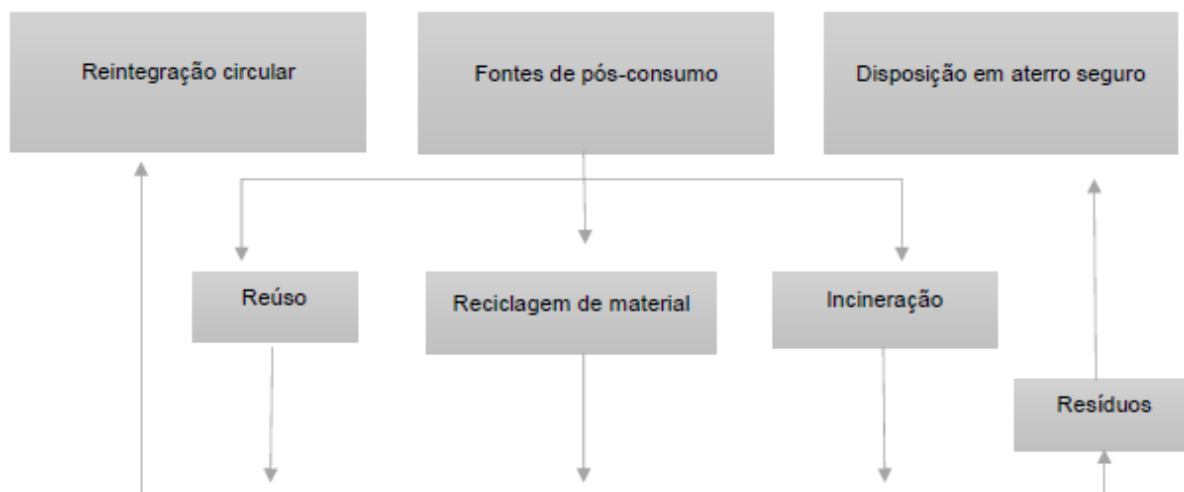 Reintegração circular
Fontes de pós-consumo
Disposição em aterro seguro
Reúso
Reciclagem de material
Incineração
Resíduos